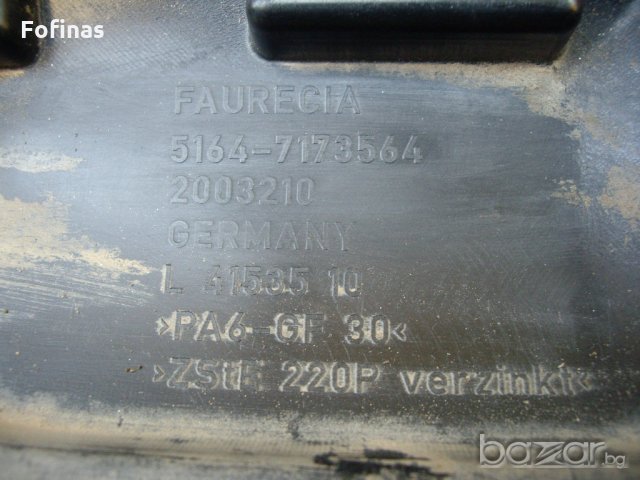 Fofinas
FAURECIA
5164-7173564
2003210
GERMANY
L 41535 10
>PA6-GF 30<
>ZStE 220P verzinkt<
bazar.bg